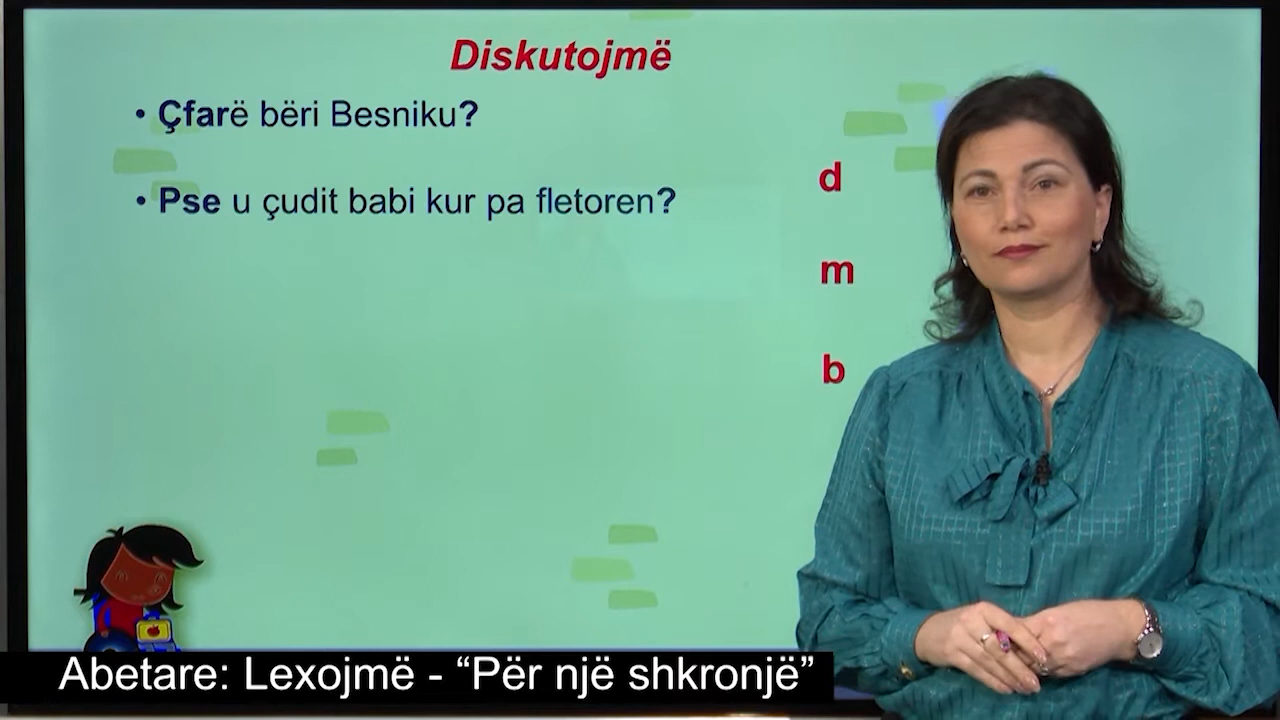 Diskutojmë
• Çfarë bëri Besniku?
• Pse u çudit babi kur pa fletoren?
d
m
b
Abetare: Lexojmë - “Për një shkronjë”